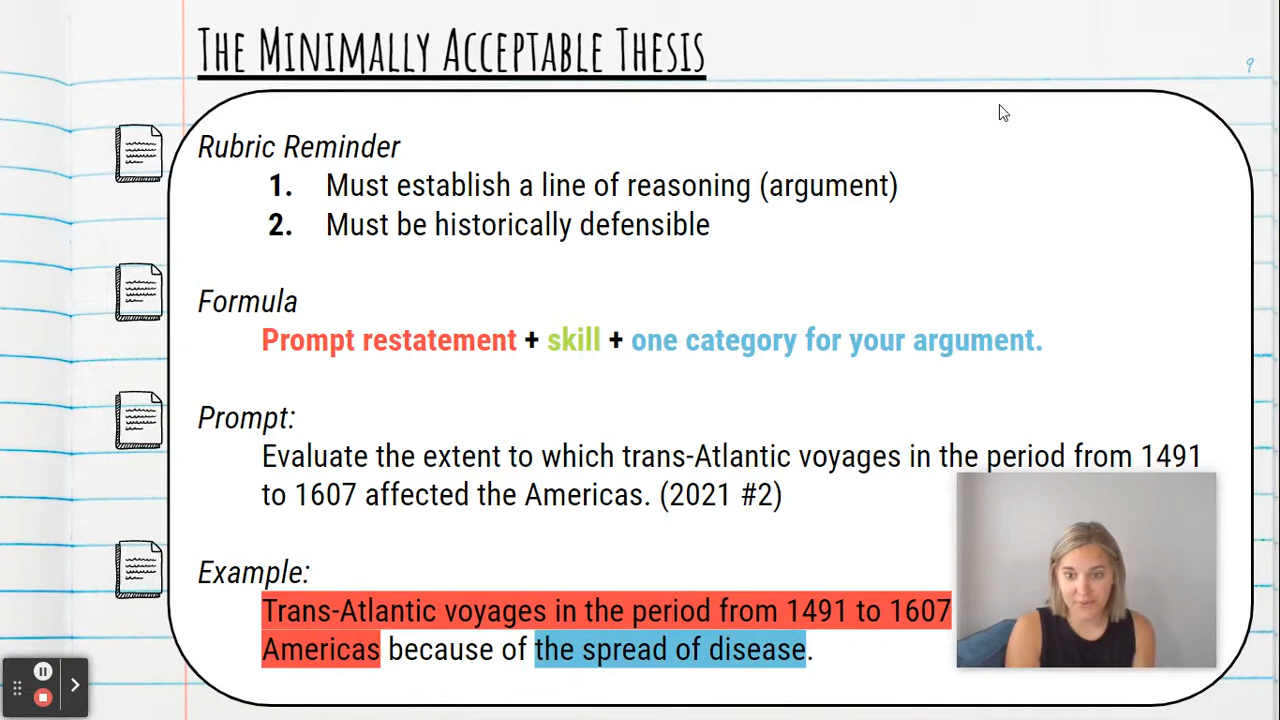 THE MINIMALLY ACCEPTABLE THESIS
9
Rubric Reminder
1. Must establish a line of reasoning (argument)
2. Must be historically defensible
Formula
Prompt restatement + skill + one category for your argument.
Prompt:
Evaluate the extent to which trans-Atlantic voyages in the period from 1491
to 1607 affected the Americas. (2021 #2)
Example:
Trans-Atlantic voyages in the period from 1491 to 1607
Americas because of the spread of disease.